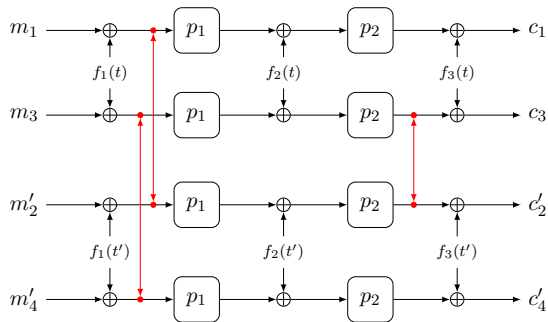 m₁ p₁ p₂ c₁
f₁(t) f₂(t) f₃(t)
m₃ p₁ p₂ c₃
m′₂ p₁ p₂ c′₂
f₁(t′) f₂(t′) f₃(t′)
m′₄ p₁ p₂ c′₄